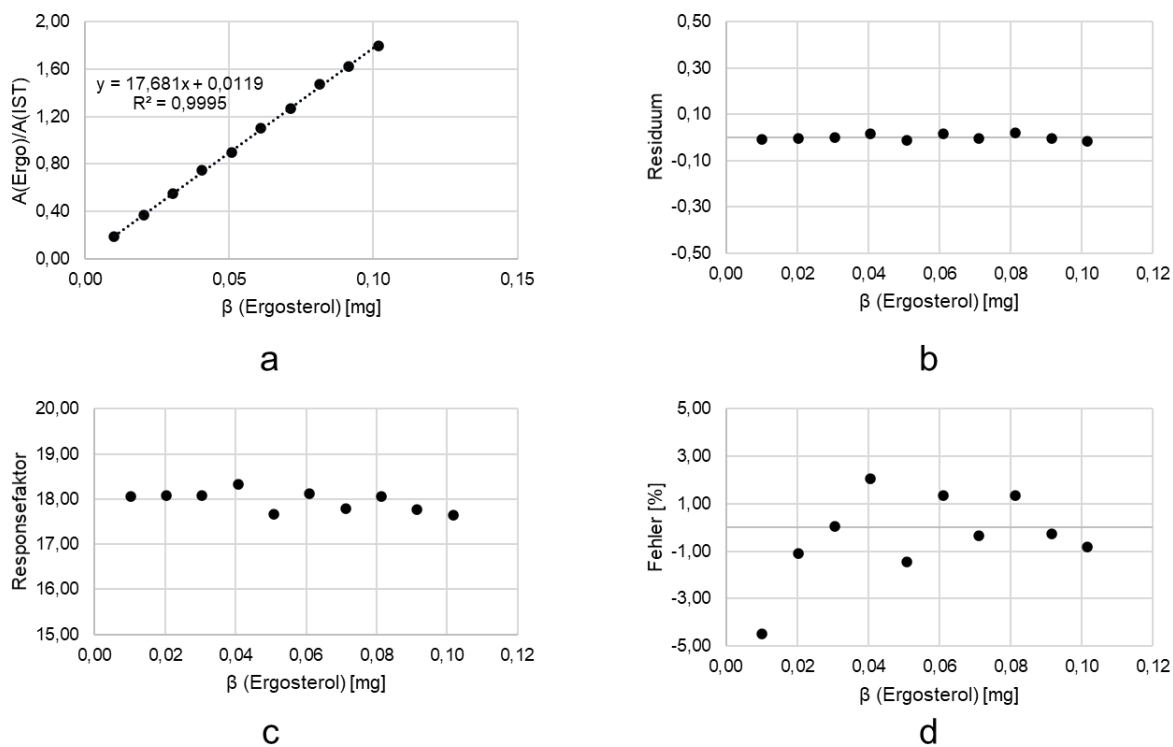 2,00
1,60
1,20
0,80
0,40
0,00
A(Ergo)/A(IST)
y = 17,681x + 0,0119
R² = 0,9995
0,00 0,05 0,10 0,15
β (Ergosterol) [mg]
a
0,50
0,30
0,10
-0,10
-0,30
-0,50
Residuum
0,00 0,02 0,04 0,06 0,08 0,10 0,12
β (Ergosterol) [mg]
b
20,00
19,00
18,00
17,00
16,00
15,00
Responsefaktor
0,00 0,02 0,04 0,06 0,08 0,10 0,12
β (Ergosterol) [mg]
c
5,00
3,00
1,00
-1,00
-3,00
-5,00
Fehler [%]
0,00 0,02 0,04 0,06 0,08 0,10 0,12
β (Ergosterol) [mg]
d